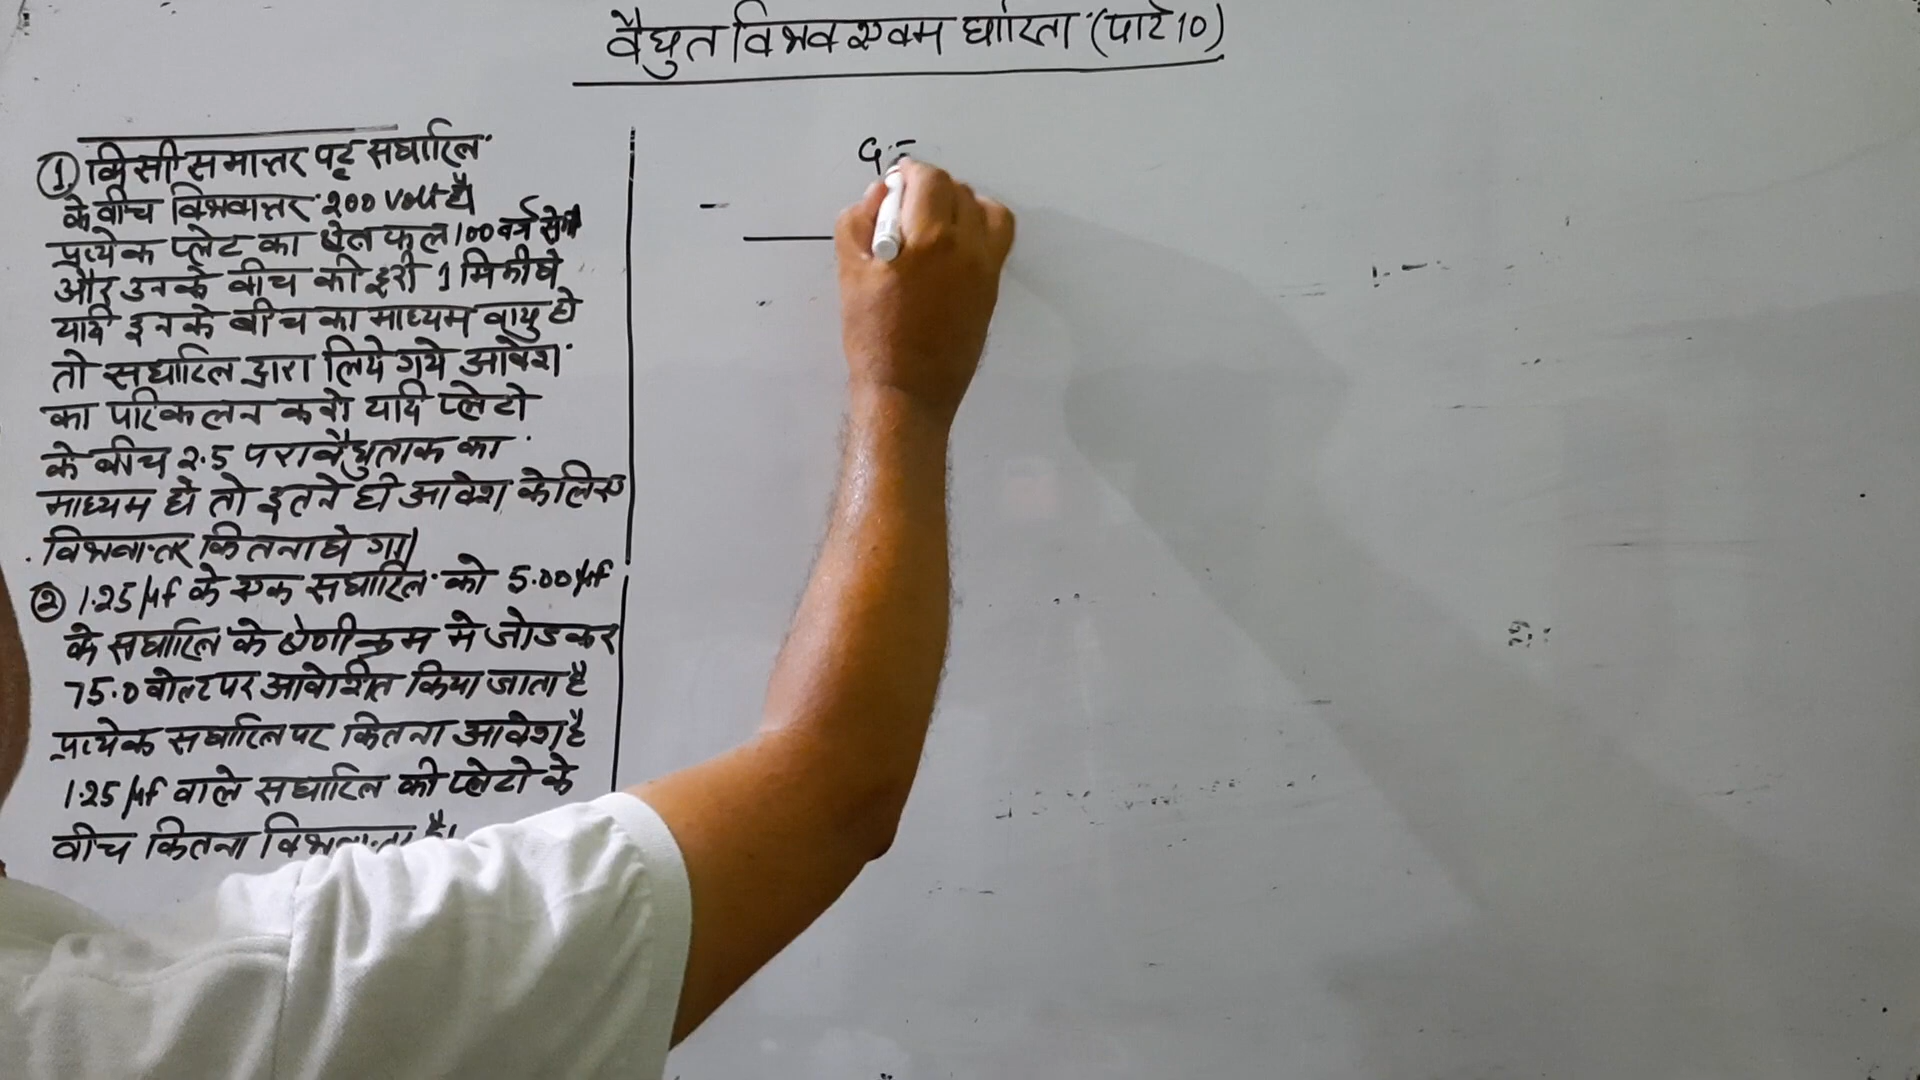 वैधुत विभव एवम घारिता (पार्ट 10)
① किसी समान्तर पट्ट संघारित्र
के बीच विभवान्तर 200 Volt है।
प्रत्येक प्लेट का क्षेत्रफल 100 वर्ग सेमी
और उनके बीच की दूरी 1 मिमी है
यदि इनके बीच का माध्यम वायु हो
तो संघारित्र द्वारा लिये गये आवेश
का परिकलन करो यदि प्लेटो
के बीच 2.5 परावैधुतांक का
माध्यम हो तो इतने ही आवेश के लिए
विभवान्तर कितना होगा।
② 1.25 μf के एक संघारित्र को 5.00 μf
के संघारित्र के श्रेणीक्रम मे जोडकर
75.0 वोल्ट पर आवेशित किया जाता है
प्रत्येक संघारित्र पर कितना आवेश है
1.25 μf वाले संघारित्र की प्लेटो के
बीच कितना है।
C₁ =